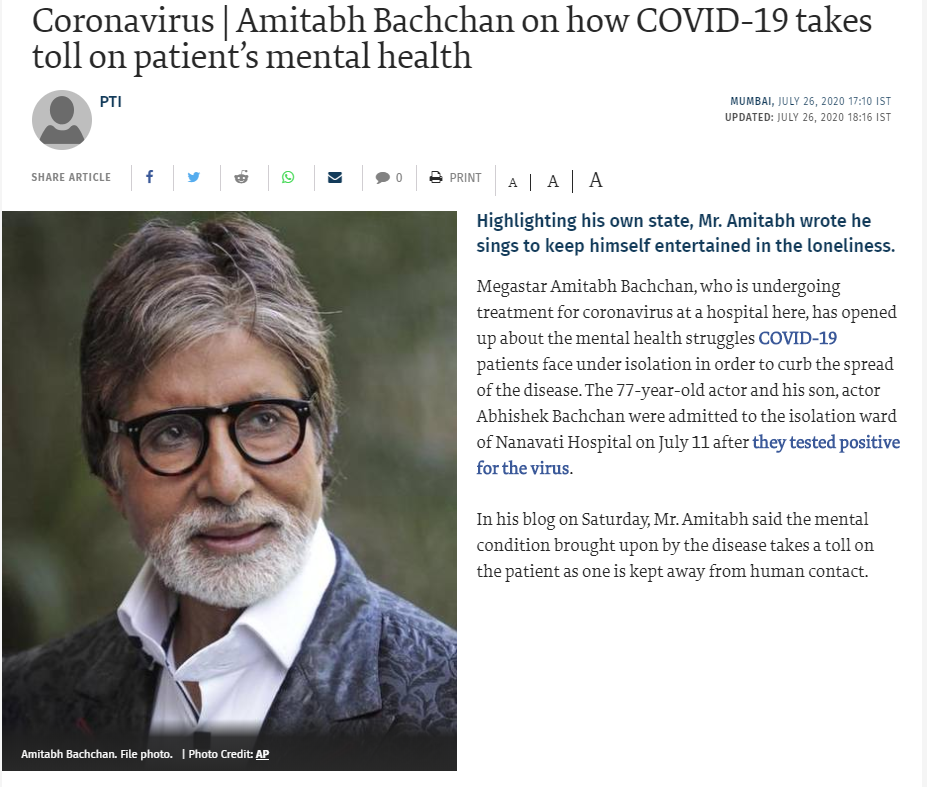 Coronavirus | Amitabh Bachchan on how COVID-19 takes
toll on patient’s mental health
PTI
MUMBAI, JULY 26, 2020 17:10 IST
UPDATED: JULY 26, 2020 18:16 IST
SHARE ARTICLE
0
PRINT
A | A | A
Highlighting his own state, Mr. Amitabh wrote he
sings to keep himself entertained in the loneliness.
Megastar Amitabh Bachchan, who is undergoing
treatment for coronavirus at a hospital here, has opened
up about the mental health struggles COVID-19
patients face under isolation in order to curb the spread
of the disease. The 77-year-old actor and his son, actor
Abhishek Bachchan were admitted to the isolation ward
of Nanavati Hospital on July 11 after they tested positive
for the virus.
In his blog on Saturday, Mr. Amitabh said the mental
condition brought upon by the disease takes a toll on
the patient as one is kept away from human contact.
Amitabh Bachchan. File photo. | Photo Credit: AP